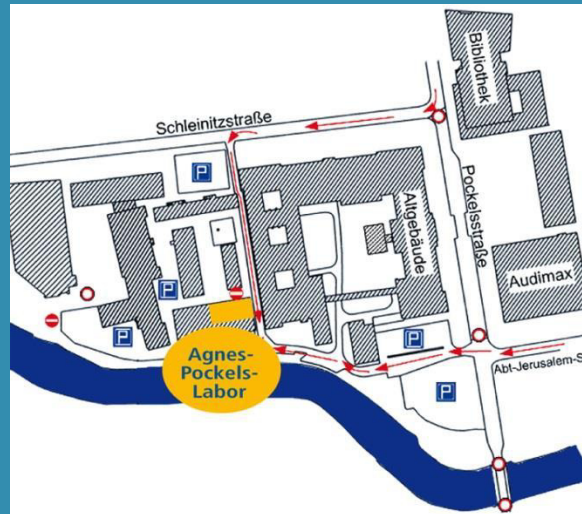 Bibliothek
Schleinitzstraße
P
Altgebäude
Pockelsstraße
Audimax
P
P
P
Abt-Jerusalem-S
P
Agnes-
Pockels-
Labor